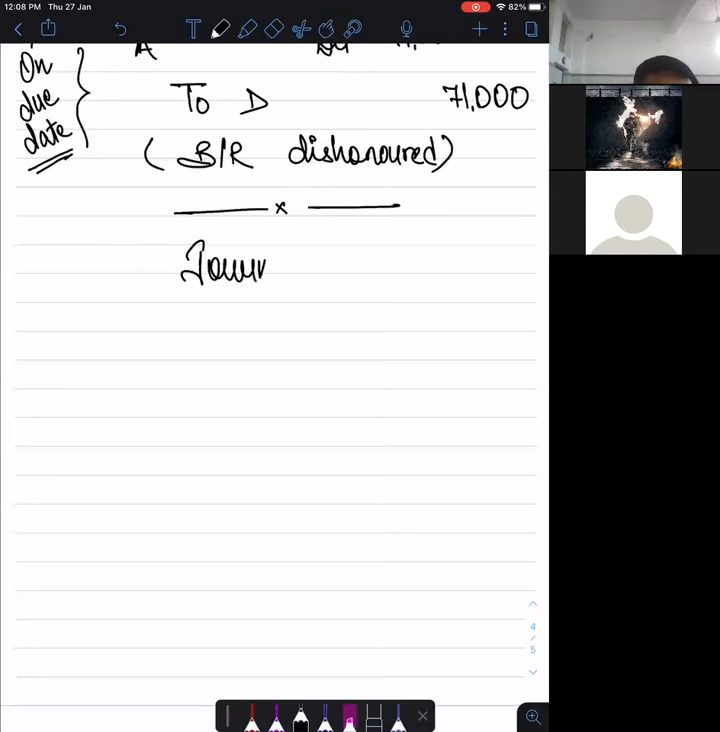 12:08 PM Thu 27 Jan
82%
T
A
On
due
date
To D 71,000
( B/R dishonoured)
x
Journ
4
/
5